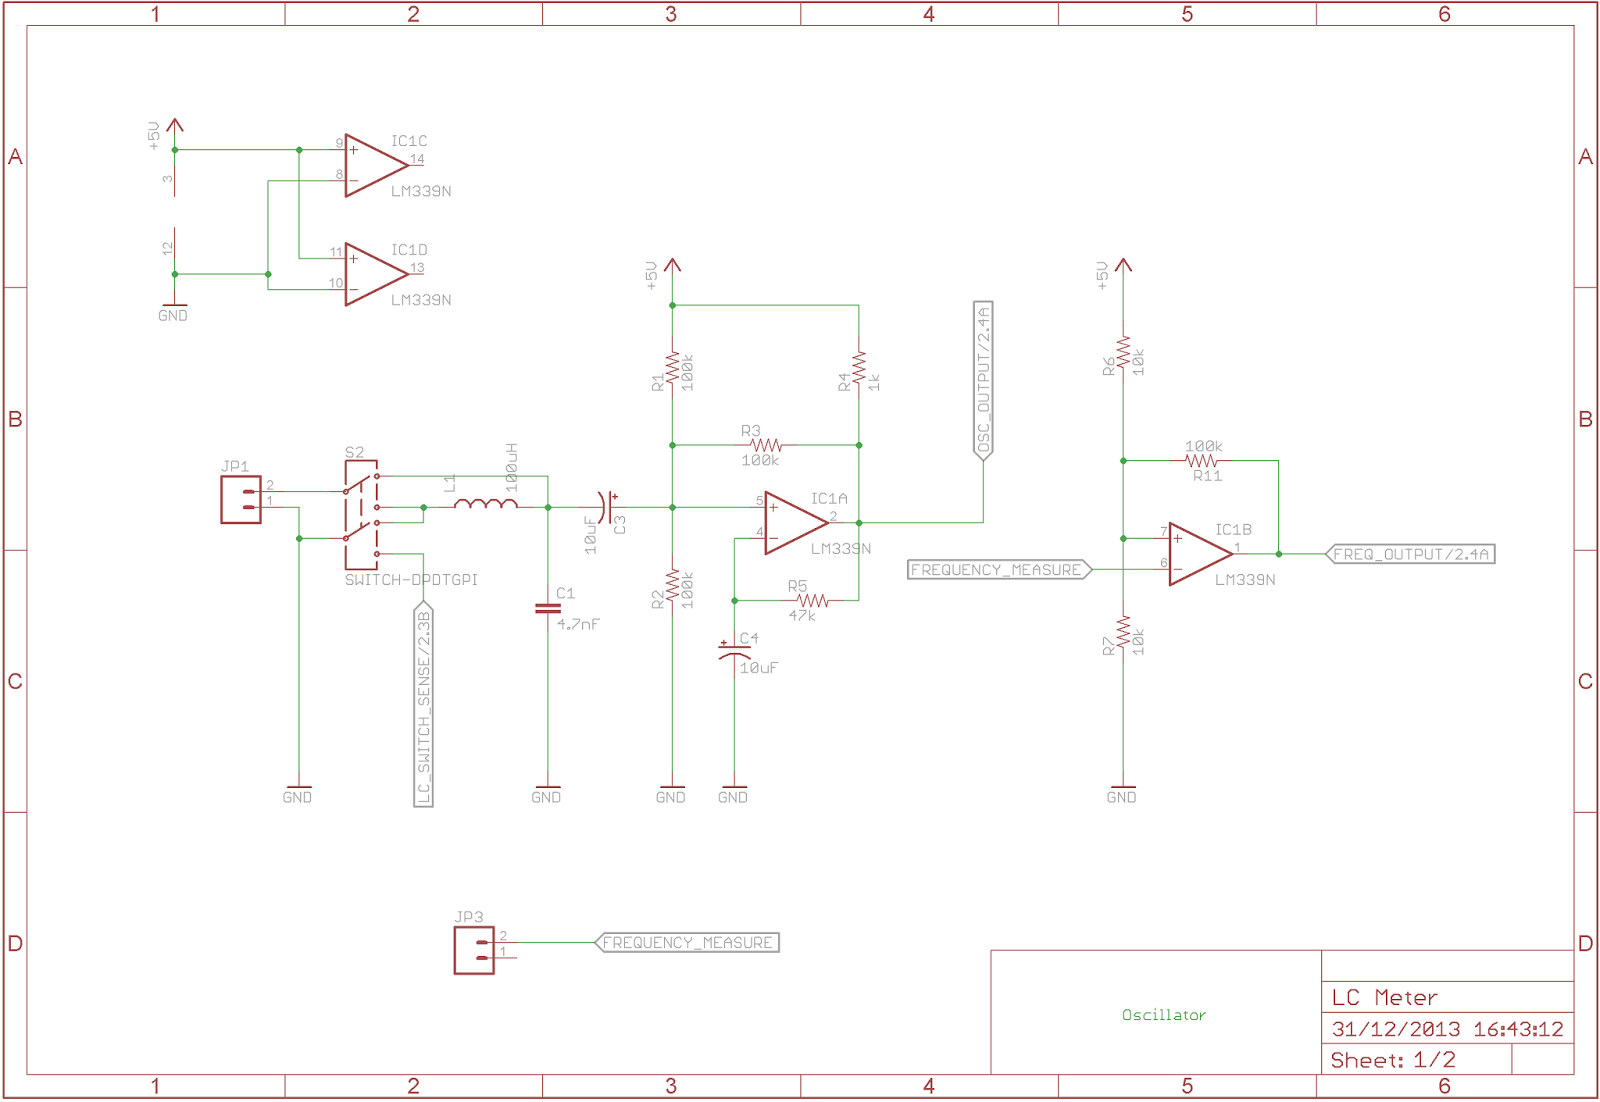 1 2 3 4 5 6
A A
B B
C C
D D
+5V
3
12
GND
9
8
14
IC1C
LM339N
11
10
13
IC1D
LM339N
+5V
R1
100k
R4
1k
R3
100k
OSC_OUTPUT/2.4A
+5V
R6
10k
100k
R11
JP1
2
1
S2
SWITCH-DPDTGPI
L1
100uH
10uF
C3
5
4
2
IC1A
LM339N
7
6
1
IC1B
LM339N
FREQUENCY_MEASURE
FREQ_OUTPUT/2.4A
C1
4.7nF
R2
100k
R5
47k
C4
10uF
R7
10k
LC_SWITCH_SENSE/2.3B
GND
GND
GND
GND
GND
JP3
2
1
FREQUENCY_MEASURE
Oscillator
LC Meter
31/12/2013 16:43:12
Sheet: 1/2
1 2 3 4 5 6